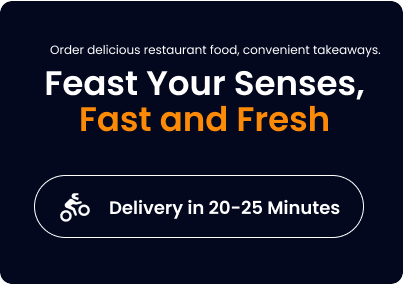 Order delicious restaurant food, convenient takeaways.
Feast Your Senses,
Fast and Fresh
Delivery in 20-25 Minutes